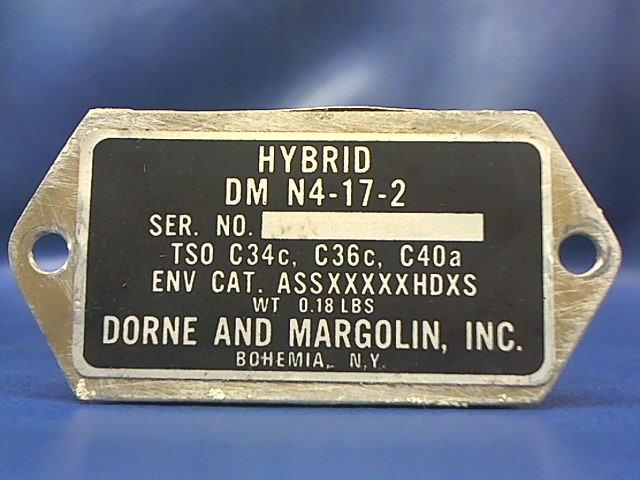 HYBRID
DM N4-17-2
SER. NO.
TSO C34c, C36c, C40a
ENV CAT. ASSXXXXXHDXS
WT 0.18 LBS
DORNE AND MARGOLIN, INC.
BOHEMIA, N.Y.